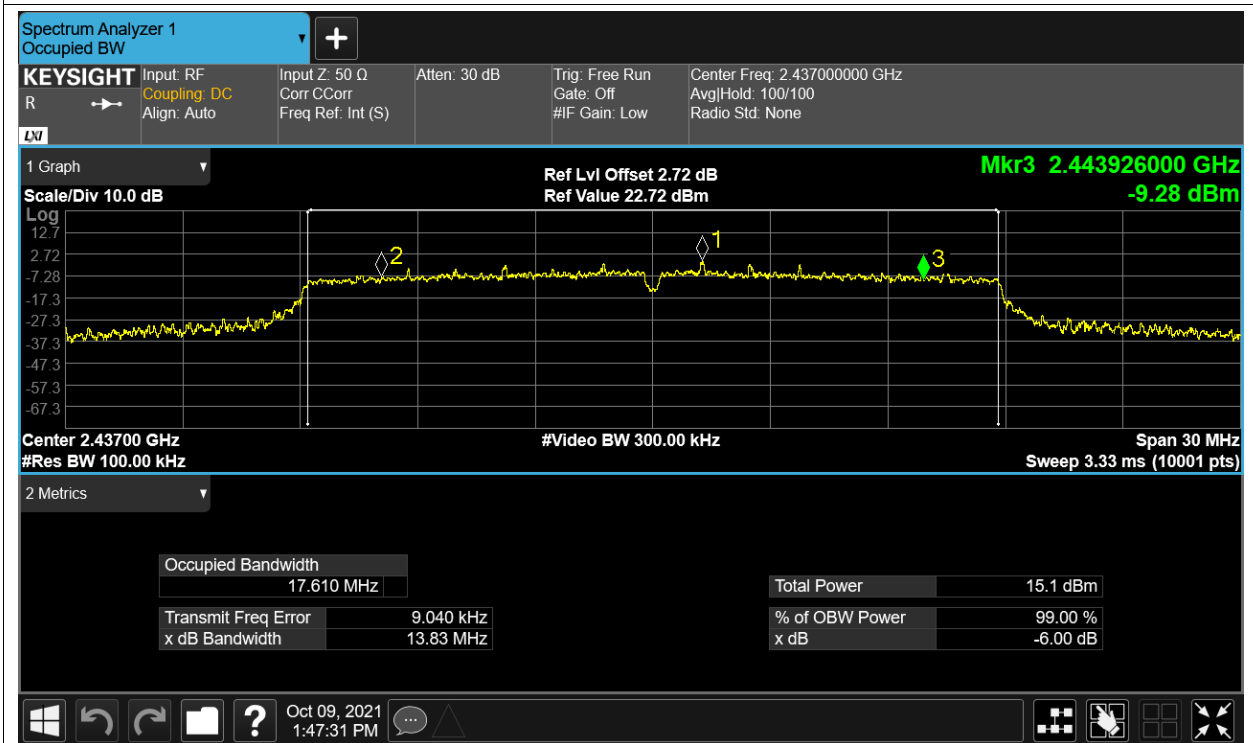 Spectrum Analyzer 1
Occupied BW
KEYSIGHT
R
LXI
Input: RF
Coupling: DC
Align: Auto
Input Z: 50 Ω
Corr CCorr
Freq Ref: Int (S)
Atten: 30 dB
Trig: Free Run
Gate: Off
#IF Gain: Low
Center Freq: 2.437000000 GHz
Avg|Hold: 100/100
Radio Std: None
1 Graph
Scale/Div 10.0 dB
Ref Lvl Offset 2.72 dB
Ref Value 22.72 dBm
Mkr3 2.443926000 GHz
-9.28 dBm
Log
12.7
2.72
-7.28
-17.3
-27.3
-37.3
-47.3
-57.3
-67.3
2
1
3
Center 2.43700 GHz
#Res BW 100.00 kHz
#Video BW 300.00 kHz
Span 30 MHz
Sweep 3.33 ms (10001 pts)
2 Metrics
Occupied Bandwidth
17.610 MHz
Transmit Freq Error 9.040 kHz
x dB Bandwidth 13.83 MHz
Total Power 15.1 dBm
% of OBW Power 99.00 %
x dB -6.00 dB
Oct 09, 2021
1:47:31 PM